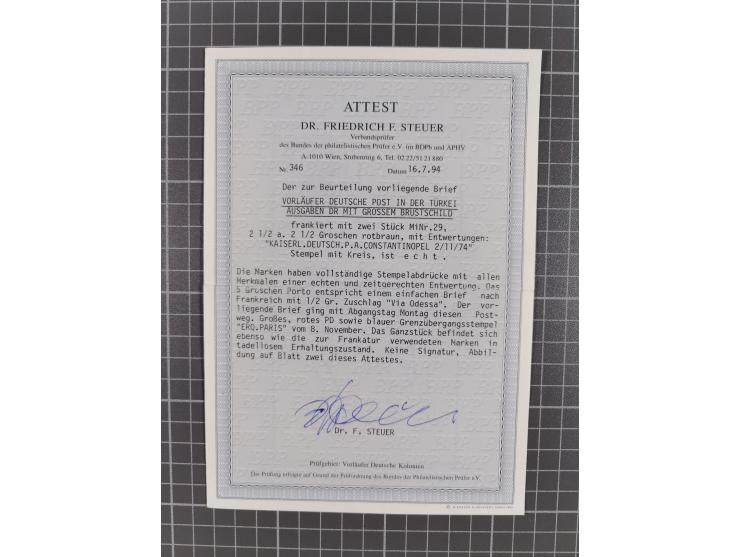 ATTEST
DR. FRIEDRICH F. STEUER
Verbandsprüfer
des Bundes der philatelistischen Prüfer e.V. im BDPh und APHV
A-1010 Wien, Stubenring 6, Tel. 02 22/51 21 880
Nr. 346 Datum 16.7.94
Der zur Beurteilung vorliegende Brief
VORLÄUFER DEUTSCHE POST IN DER TÜRKEI
AUSGABEN DR MIT GROSSEM BRUSTSCHILD
frankiert mit zwei Stück MiNr.29,
2 1/2 a. 2 1/2 Groschen rotbraun, mit Entwertungen:
"KAISERL.DEUTSCH.P.A.CONSTANTINOPEL 2/11/74"
Stempel mit Kreis, ist e c h t .
Die Marken haben vollständige Stempelabdrücke mit allen
Merkmalen einer echten und zeitgerechten Entwertung. Das
5 Groschen Porto entspricht einem einfachen Brief nach
Frankreich mit 1/2 Gr. Zuschlag "Via Odessa". Der vor-
liegende Brief ging mit Abgangstag Montag diesen Post-
weg. Großes, rotes PD sowie blauer Grenzübergangsstempel
"ERQ.PARIS" vom 8. November. Das Ganzstück befindet sich
ebenso wie die zur Frankatur verwendeten Marken in
tadellosem Erhaltungszustand. Keine Signatur. Abbil-
dung auf Blatt zwei dieses Attestes.
Dr. F. STEUER
Prüfgebiet: Vorläufer Deutsche Kolonien
Die Prüfung erfolgte auf Grund der Prüfordnung des Bundes der Philatelistischen Prüfer e.V.